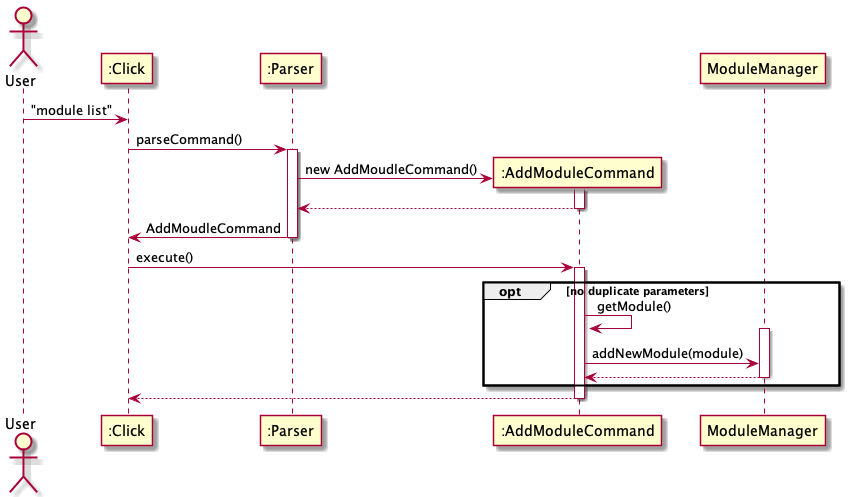 User
:Click
:Parser
ModuleManager
"module list"
parseCommand()
new AddMoudleCommand()
:AddModuleCommand
AddMoudleCommand
execute()
opt
[no duplicate parameters]
getModule()
addNewModule(module)
User
:Click
:Parser
:AddModuleCommand
ModuleManager